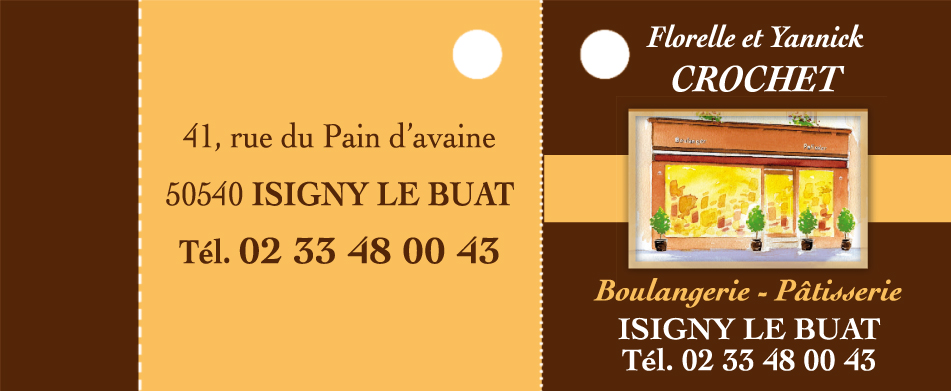 41, rue du Pain d’avaine
50540 ISIGNY LE BUAT
Tél. 02 33 48 00 43
Florelle et Yannick
CROCHET
Boulangerie - Pâtisserie
ISIGNY LE BUAT
Tél. 02 33 48 00 43